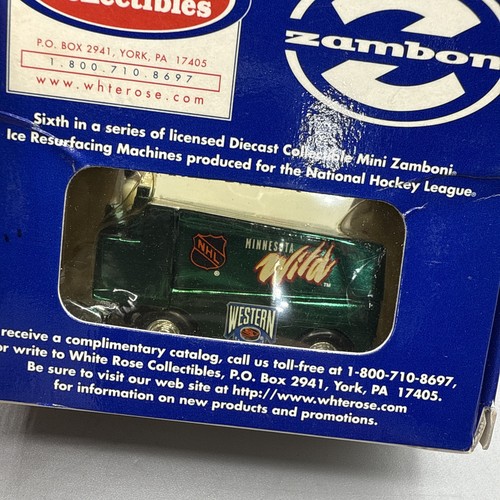 P.O. BOX 2941, YORK, PA 17405
1.800.710.8697
www.whterose.com
zambon
Sixth in a series of licensed Diecast Collectible Mini Zamboni®
Ice Resurfacing Machines produced for the National Hockey League®
NHL
MINNESOTA
Wild™
WESTERN
receive a complimentary catalog, call us toll-free at 1-800-710-8697,
or write to White Rose Collectibles, P.O. Box 2941, York, PA 17405.
Be sure to visit our web site at http://www.whterose.com
for information on new products and promotions.